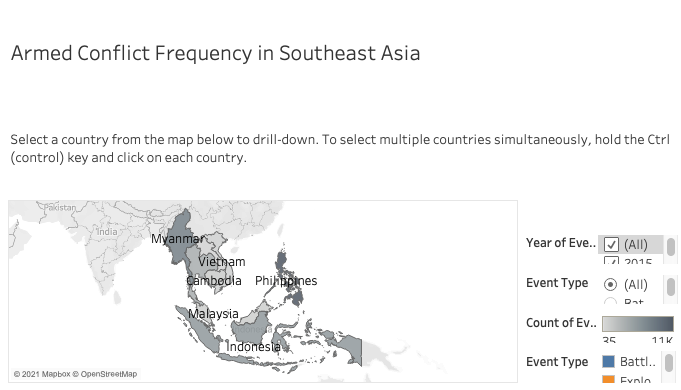 Armed Conflict Frequency in Southeast Asia
Select a country from the map below to drill-down. To select multiple countries simultaneously, hold the Ctrl
(control) key and click on each country.
Pakistan
India
Myanmar
Vietnam
Cambodia
Philippines
Malaysia
Indonesia
© 2021 Mapbox © OpenStreetMap
Year of Eve..
(All)
2015
Event Type
(All)
Bat
Count of Ev..
35 11K
Event Type
Battl..
Explo